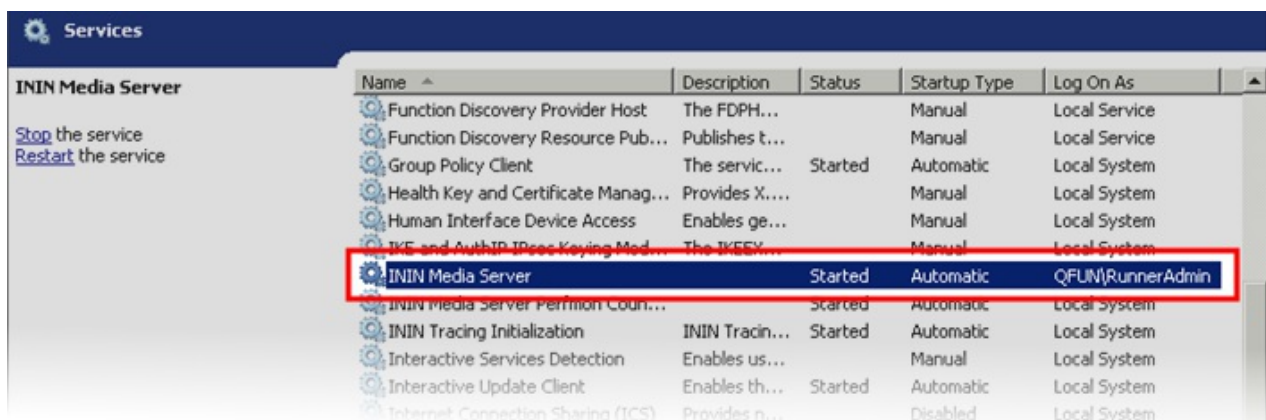 Services
ININ Media Server
Stop the service
Restart the service
Name Description Status Startup Type Log On As
Function Discovery Provider Host The FDPH... Manual Local Service
Function Discovery Resource Pub... Publishes t... Manual Local Service
Group Policy Client The servic... Started Automatic Local System
Health Key and Certificate Manag... Provides X.... Manual Local System
Human Interface Device Access Enables ge... Manual Local System
IKE and AuthIP IPsec Keying Mod... The IKEEX... Manual Local System
ININ Media Server Started Automatic QFUN\RunnerAdmin
ININ Media Server Perfmon Coun... Started Automatic Local System
ININ Tracing Initialization ININ Tracin... Started Automatic Local System
Interactive Services Detection Enables us... Manual Local System
Interactive Update Client Enables th... Started Automatic Local System
Internet Connection Sharing (ICS) Provides n... Disabled Local System